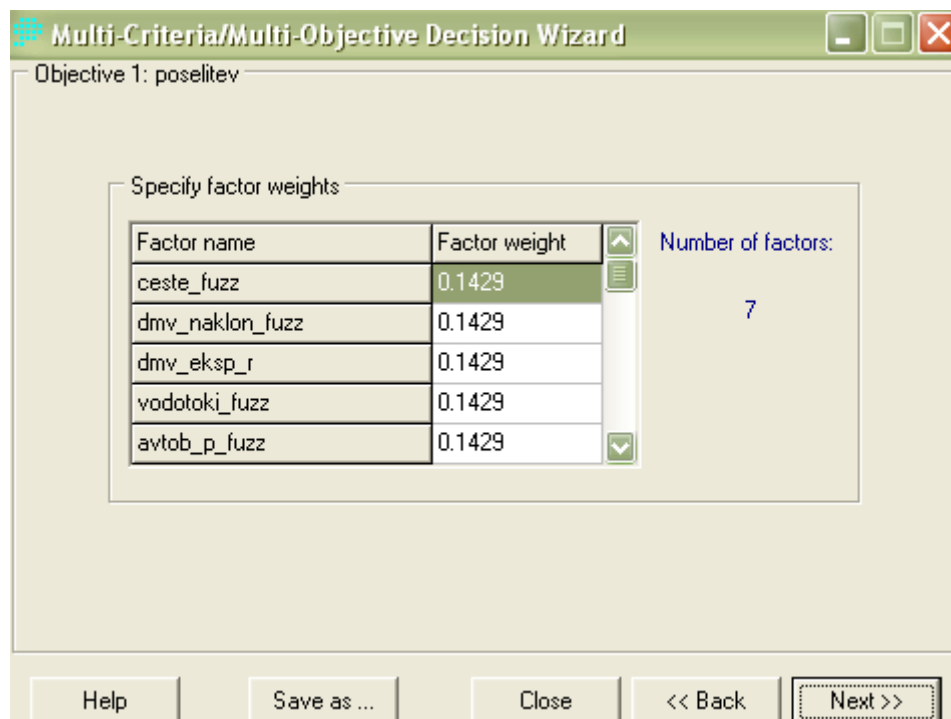 Multi-Criteria/Multi-Objective Decision Wizard
Objective 1: poselitev
Specify factor weights
Factor name Factor weight
ceste_fuzz 0.1429
dmv_naklon_fuzz 0.1429
dmv_eksp_r 0.1429
vodotoki_fuzz 0.1429
avtob_p_fuzz 0.1429
Number of factors:
7
Help Save as ... Close << Back Next >>